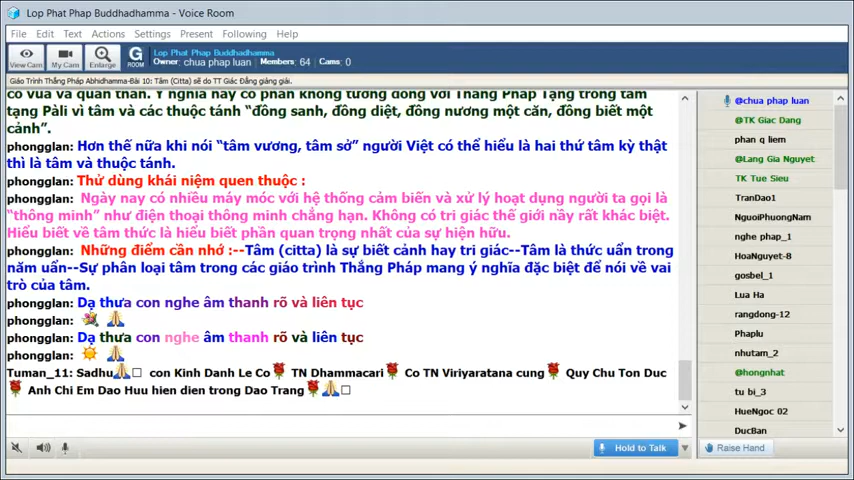 Lop Phat Phap Buddhadhamma - Voice Room
File Edit Text Actions Settings Present Following Help
View Cam My Cam Enlarge G ROOM
Lop Phat Phap Buddhadhamma
Owner: chua phap luan Members: 64 Cams: 0
Giáo Trình Thắng Pháp Abhidhamma-Bài 10: Tâm (Citta) sẽ do TT Giác Đẳng giảng giải.
có vua và quần thần. Ý nghĩa này có phần không tương đồng với Thắng Pháp Tạng trong tam
tạng Pàli vì tâm và các thuộc tánh “đồng sanh, đồng diệt, đồng nương một căn, đồng biết một
cảnh”.
phongglan: Hơn thế nữa khi nói “tâm vương, tâm sở” người Việt có thể hiểu là hai thứ tâm kỳ thật
thì là tâm và thuộc tánh.
phongglan: Thử dùng khái niệm quen thuộc :
phongglan: Ngày nay có nhiều máy móc với hệ thống cảm biến và xử lý hoạt dụng người ta gọi là
“thông minh” như điện thoại thông minh chẳng hạn. Không có tri giác thế giới nầy rất khác biệt.
Hiểu biết về tâm thức là hiểu biết phần quan trọng nhất của sự hiện hữu.
phongglan: Những điểm cần nhớ :--Tâm (citta) là sự biết cảnh hay tri giác--Tâm là thức uẩn trong
năm uẩn--Sự phân loại tâm trong các giáo trình Thắng Pháp mang ý nghĩa đặc biệt để nói về vai
trò của tâm.
phongglan: Dạ thưa con nghe âm thanh rõ và liên tục
phongglan:
phongglan: Dạ thưa con nghe âm thanh rõ và liên tục
phongglan:
Tuman_11: Sadhu con Kinh Danh Le Co TN Dhammacari Co TN Viriyaratana cung Quy Chu Ton Duc
Anh Chi Em Dao Huu hien dien trong Dao Trang
Hold to Talk
Raise Hand
@chua phap luan
@TK Giac Dang
phan q liem
@Lang Gia Nguyet
TK Tue Sieu
TranDao1
NguoiPhuongNam
nghe phap_1
HoaNguyet-8
gosbel_1
Lua Ha
rangdong-12
Phaplu
nhutam_2
@hongnhat
tu bi_3
HueNgoc 02
DucBan